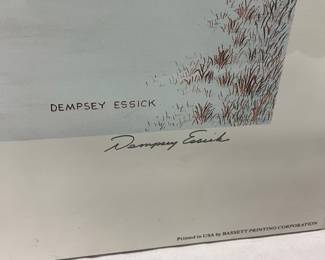 DEMPSEY ESSICK
Dempsey Essick
Printed in USA by BASSETT PRINTING CORPORATION